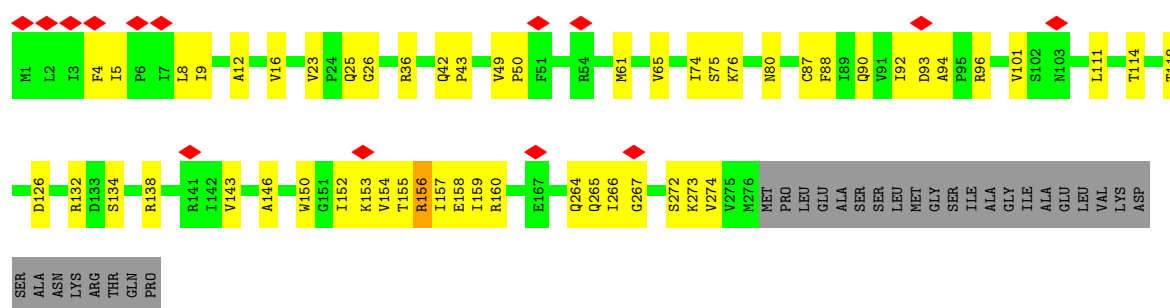 M1 L2 I3 F4 I5 P6 I7 L8 I9 A12 V16 V23 P24 Q25 G26 R36 Q42 P43 V49 P50 F51 R54 M61 V65 I74 S75 K76 N80 C87 F88 I89 Q90 V91 I92 D93 A94 P95 R96 V101 S102 N103 L111 T114
D126 R132 D133 S134 R138 R141 I142 V143 A146 W150 G151 I152 K153 V154 T155 R156 I157 E158 I159 R160 E167 Q264 Q265 I266 G267 S272 K273 V274 V275 M276 MET PRO LEU GLU ALA SER SER LEU MET GLY SER ILE ALA GLY ILE ALA GLU LEU VAL LYS ASP
SER ALA ASN LYS ARG THR GLN PRO